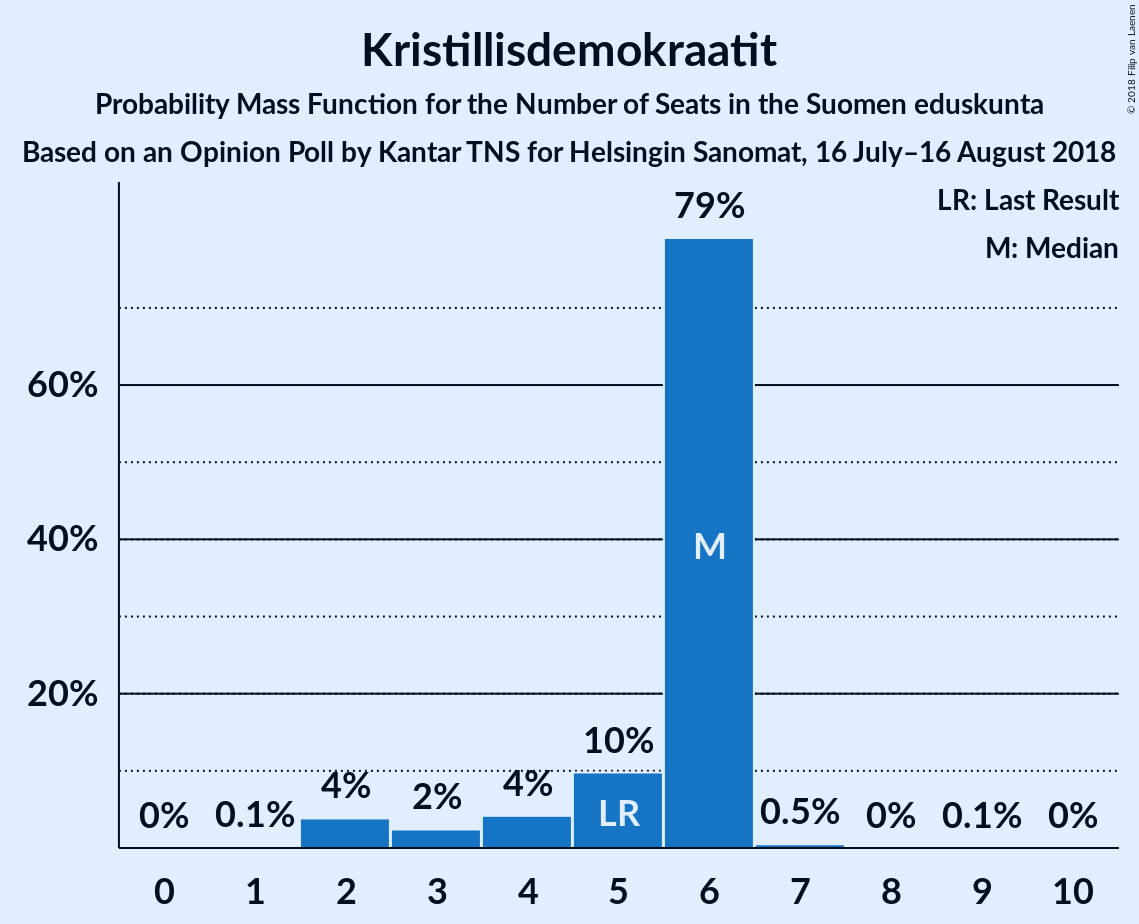 Kristillisdemokraatit
Probability Mass Function for the Number of Seats in the Suomen eduskunta
Based on an Opinion Poll by Kantar TNS for Helsingin Sanomat, 16 July–16 August 2018
© 2018 Filip van Laenen
LR: Last Result
M: Median
79%
60%
40%
20%
M
10%
LR
0% 0.1% 4% 2% 4% 0.5% 0% 0.1% 0%
0 1 2 3 4 5 6 7 8 9 10